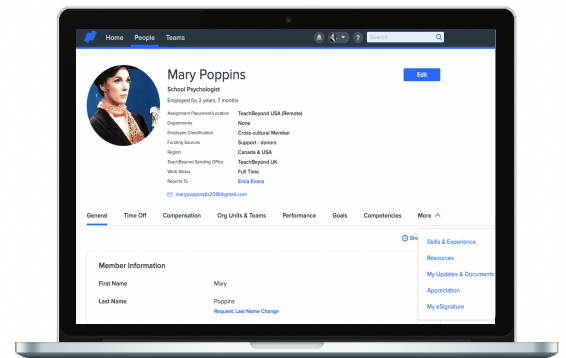 Home People Teams ? Search
Mary Poppins
Edit
School Psychologist
Employed for 2 years, 7 months
Assignment Placement/Location TeachBeyond USA (Remote)
Departments None
Employee Classification Cross-cultural Member
Funding Sources Support - donors
Region Canada & USA
TeachBeyond Sending Office TeachBeyond UK
Work Status Full Time
Reports To Erica Evans
marypoppinstb2018@gmail.com
General Time Off Compensation Org Units & Teams Performance Goals Competencies More
Sho
Skills & Experience
Resources
My Updates & Documents
Appreciation
My eSignature
Member Information
First Name Mary
Last Name Poppins
Request: Last Name Change